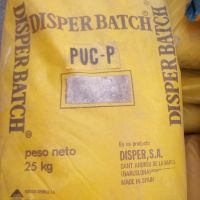 DISPER BATCH
DISPER BATCH
DISPER BATCH
PVC-P
peso neto
25 kg
Es un producto
DISPER, S.A.
SANT ANDREU DE LA BARCA
(BARCELONA)
MADE IN SPAIN